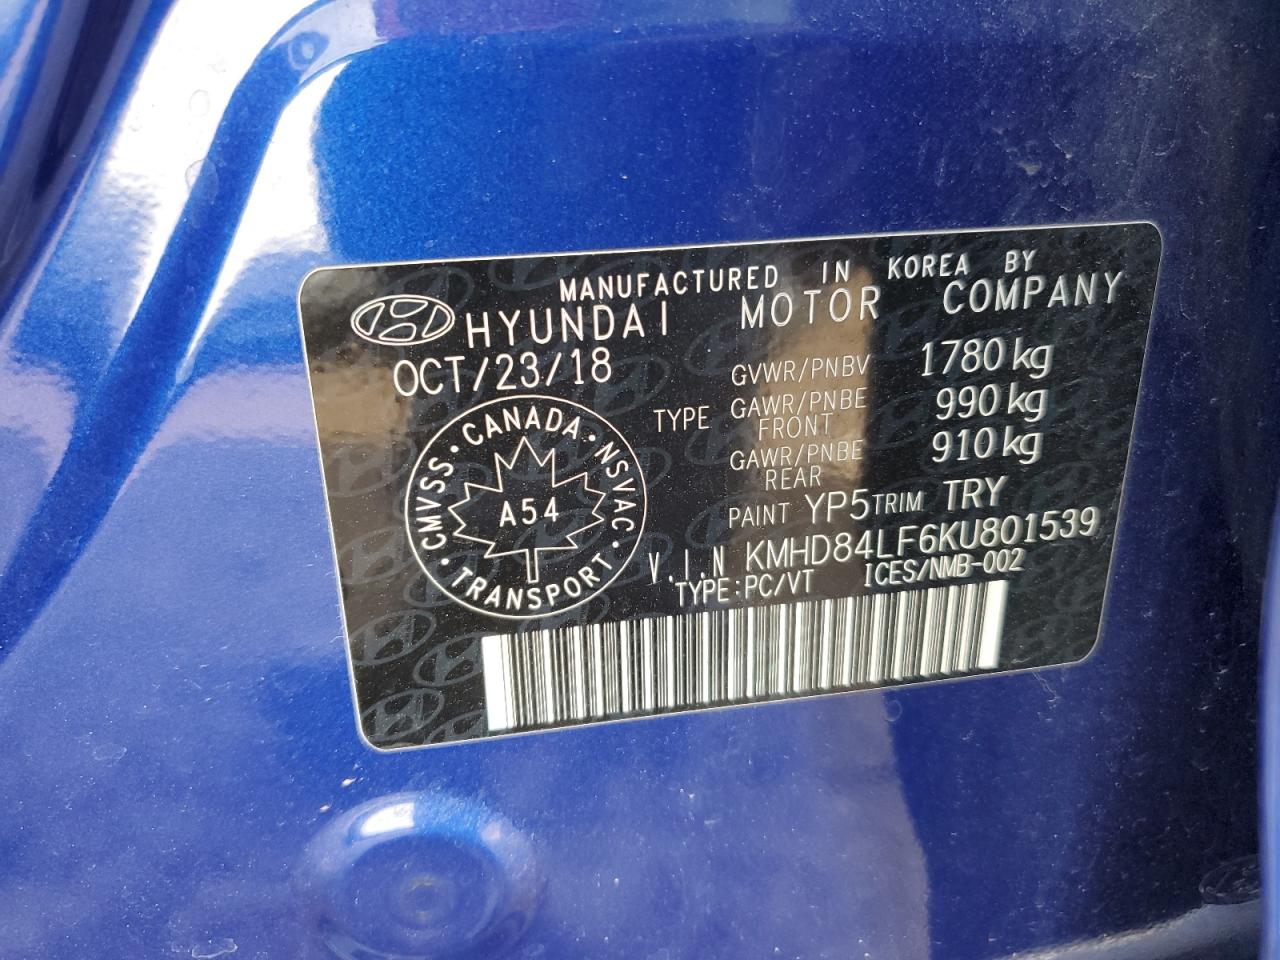 MANUFACTURED IN KOREA BY
HYUNDAI MOTOR COMPANY
OCT/23/18
GVWR/PNBV 1780 kg
TYPE GAWR/PNBE FRONT 990 kg
GAWR/PNBE REAR 910 kg
PAINT YP5 TRIM TRY
V.I.N KMHD84LF6KU801539
TYPE:PC/VT ICES/NMB-002
CANADA · NSVAC · TRANSPORT · CMVSS ·
A54